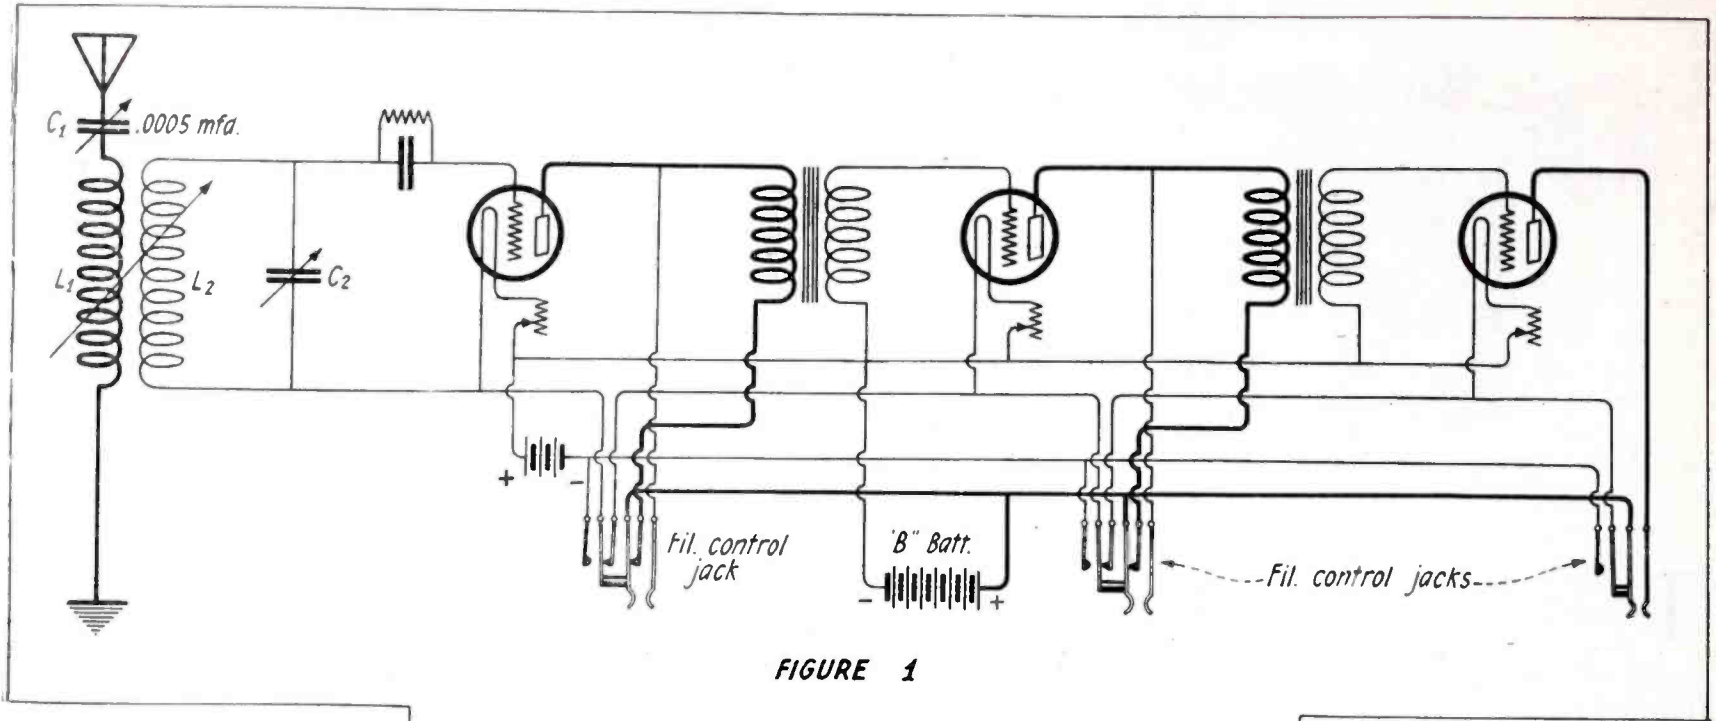 C₁
.0005 mfd.
L₁
L₂
C₂
+
-
Fil. control
jack
"B" Batt.
-
+
Fil. control jacks
FIGURE 1